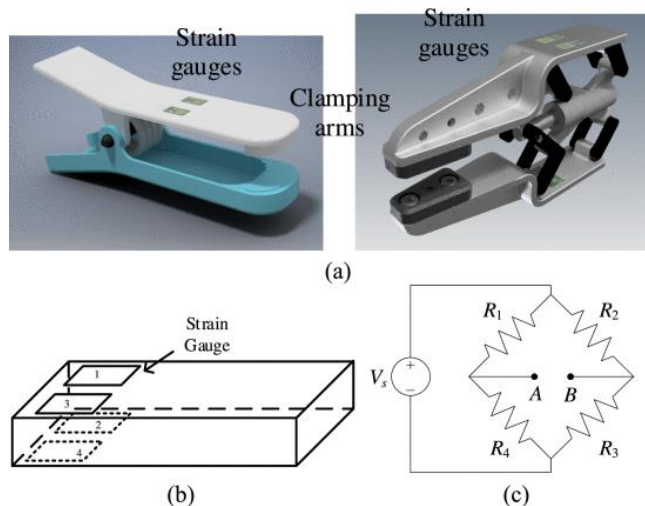 Strain
gauges
Strain
gauges
Clamping
arms
(a)
Strain
Gauge
1
3
2
4
(b)
R1
R2
Vs
+
−
A
B
R4
R3
(c)